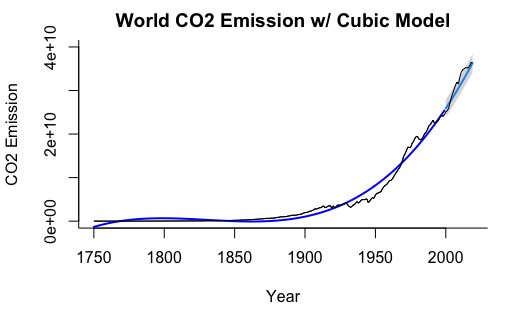 World CO2 Emission w/ Cubic Model
CO2 Emission
4e+10
2e+10
0e+00
1750 1800 1850 1900 1950 2000
Year